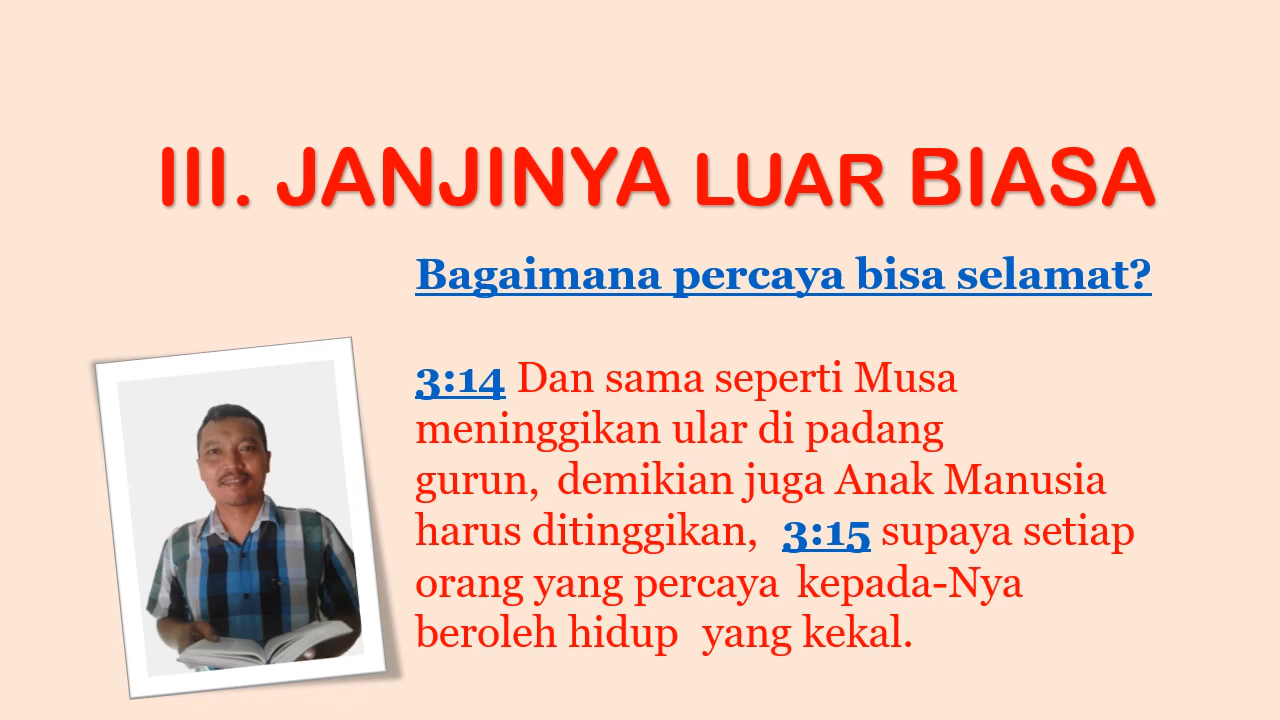 III. JANJINYA LUAR BIASA
Bagaimana percaya bisa selamat?
3:14 Dan sama seperti Musa
meninggikan ular di padang
gurun, demikian juga Anak Manusia
harus ditinggikan, 3:15 supaya setiap
orang yang percaya kepada-Nya
beroleh hidup yang kekal.